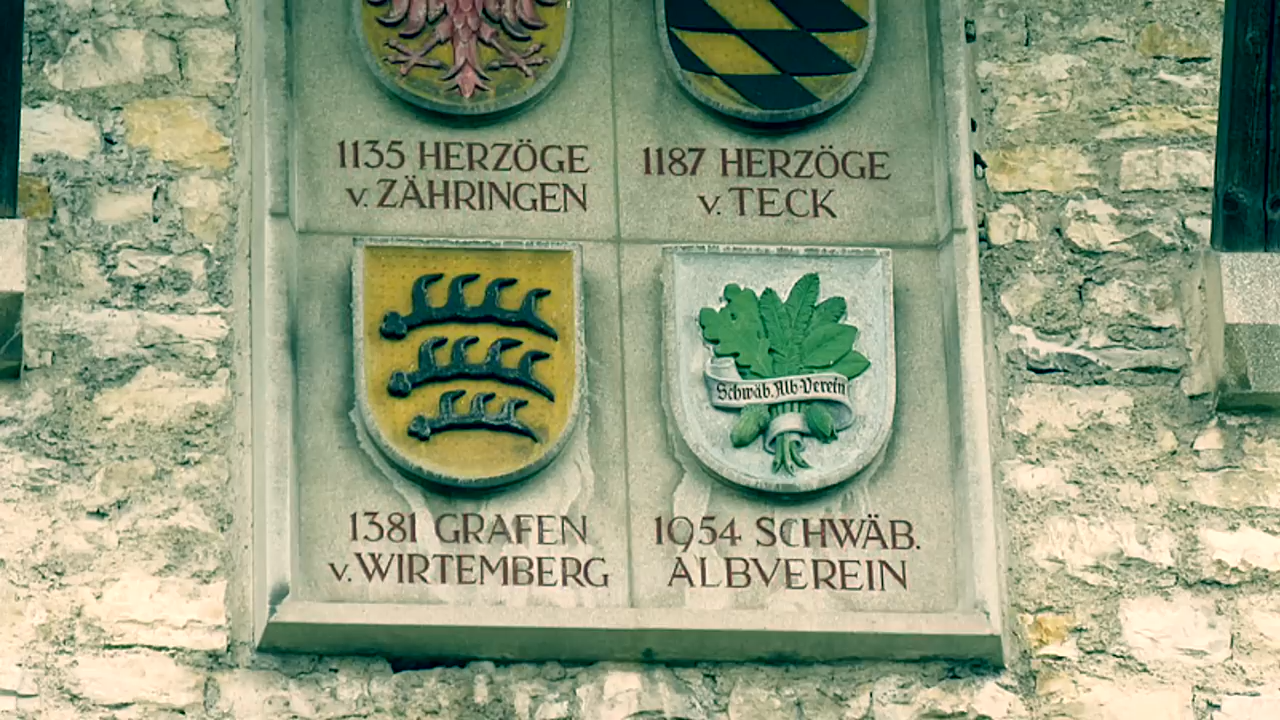 1135 HERZÖGE
v. ZÄHRINGEN
1187 HERZÖGE
v. TECK
Schwäb. Alb-Verein
1381 GRAFEN
v. WIRTEMBERG
1954 SCHWÄB.
ALBVEREIN